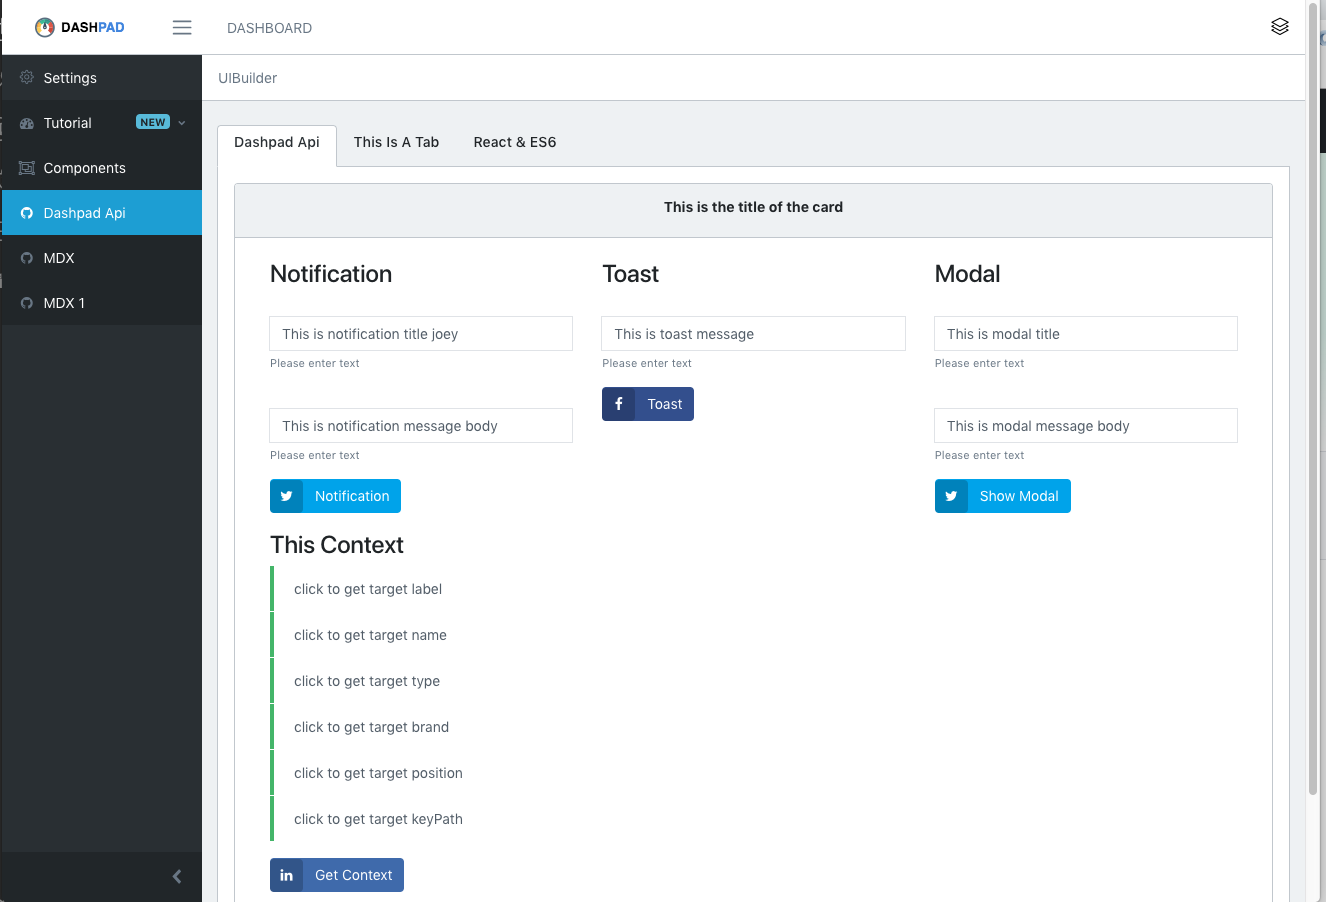 DASHPAD
DASHBOARD
Settings
UIBuilder
Tutorial NEW
Components
Dashpad Api
MDX
MDX 1
Dashpad Api This Is A Tab React & ES6
This is the title of the card
Notification
This is notification title joey
Please enter text
This is notification message body
Please enter text
Notification
Toast
This is toast message
Please enter text
Toast
Modal
This is modal title
Please enter text
This is modal message body
Please enter text
Show Modal
This Context
click to get target label
click to get target name
click to get target type
click to get target brand
click to get target position
click to get target keyPath
Get Context